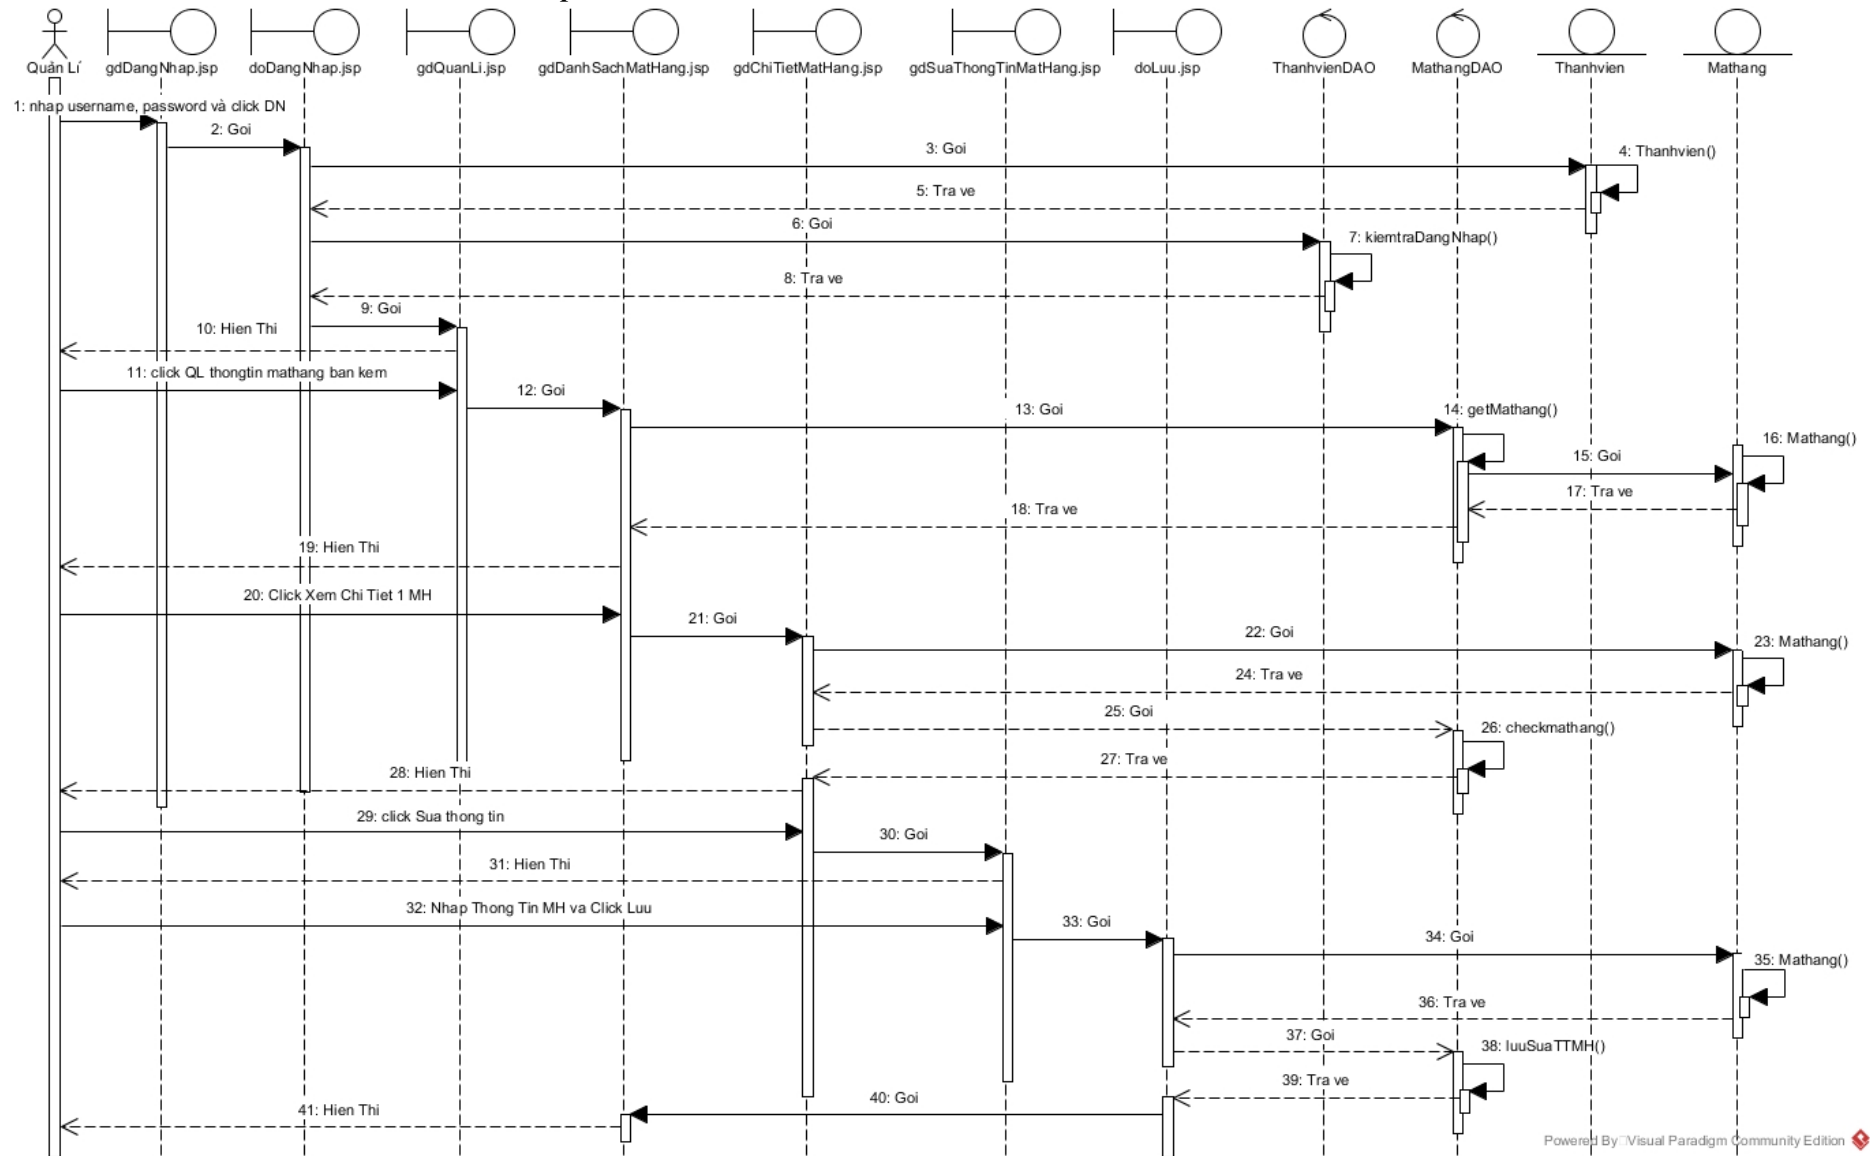 Quản Lí
gdDangNhap.jsp
doDangNhap.jsp
gdQuanLi.jsp
gdDanhSachMatHang.jsp
gdChiTietMatHang.jsp
gdSuaThongTinMatHang.jsp
doLuu.jsp
ThanhvienDAO
MathangDAO
Thanhvien
Mathang
1: nhap username, password và click DN
2: Goi
3: Goi
4: Thanhvien()
5: Tra ve
6: Goi
7: kiemtraDangNhap()
8: Tra ve
9: Goi
10: Hien Thi
11: click QL thongtin mathang ban kem
12: Goi
13: Goi
14: getMathang()
15: Goi
16: Mathang()
17: Tra ve
18: Tra ve
19: Hien Thi
20: Click Xem Chi Tiet 1 MH
21: Goi
22: Goi
23: Mathang()
24: Tra ve
25: Goi
26: checkmathang()
27: Tra ve
28: Hien Thi
29: click Sua thong tin
30: Goi
31: Hien Thi
32: Nhap Thong Tin MH va Click Luu
33: Goi
34: Goi
35: Mathang()
36: Tra ve
37: Goi
38: luuSuaTTMH()
39: Tra ve
40: Goi
41: Hien Thi
Powered By Visual Paradigm Community Edition